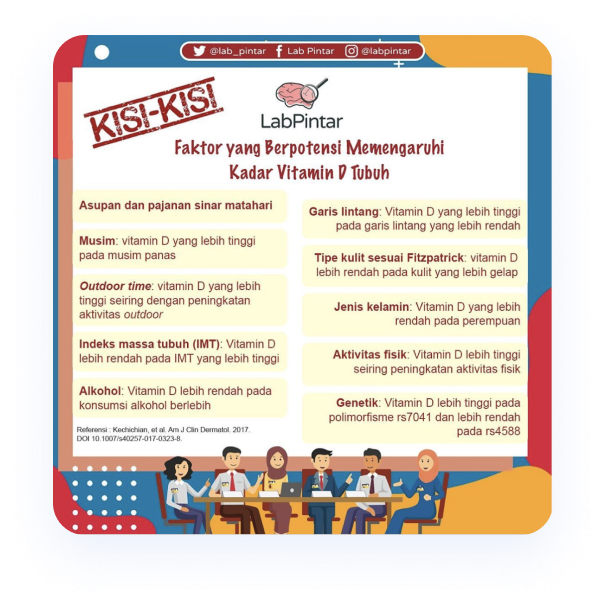 @lab_pintar Lab Pintar @labpintar
KISI-KISI
LabPintar
Faktor yang Berpotensi Memengaruhi
Kadar Vitamin D Tubuh
Asupan dan pajanan sinar matahari
Musim: vitamin D yang lebih tinggi
pada musim panas
Outdoor time: vitamin D yang lebih
tinggi seiring dengan peningkatan
aktivitas outdoor
Indeks massa tubuh (IMT): Vitamin D
lebih rendah pada IMT yang lebih tinggi
Alkohol: Vitamin D lebih rendah pada
konsumsi alkohol berlebih
Garis lintang: Vitamin D yang lebih tinggi
pada garis lintang yang lebih rendah
Tipe kulit sesuai Fitzpatrick: vitamin D
lebih rendah pada kulit yang lebih gelap
Jenis kelamin: Vitamin D yang lebih
rendah pada perempuan
Aktivitas fisik: Vitamin D lebih tinggi
seiring peningkatan aktivitas fisik
Genetik: Vitamin D lebih tinggi pada
polimorfisme rs7041 dan lebih rendah
pada rs4588
Referensi : Kechichian, et al. Am J Clin Dermatol. 2017.
DOI 10.1007/s40257-017-0323-8.